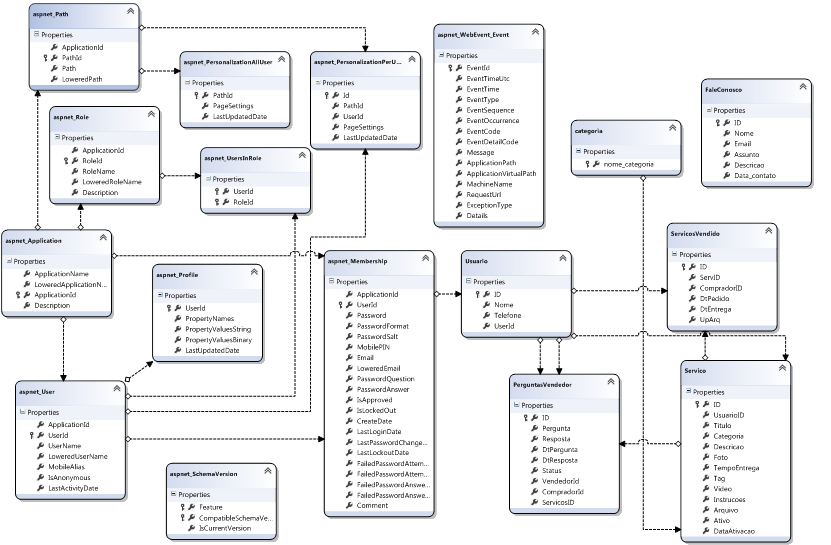 aspnet_Path
Properties
ApplicationId
PathId
Path
LoweredPath
aspnet_PersonalizationAllUser
Properties
PathId
PageSettings
LastUpdatedDate
aspnet_PersonalizationPerU...
Properties
Id
PathId
UserId
PageSettings
LastUpdatedDate
aspnet_WebEvent_Event
Properties
EventId
EventTimeUtc
EventTime
EventType
EventSequence
EventOccurrence
EventCode
EventDetailCode
Message
ApplicationPath
ApplicationVirtualPath
MachineName
RequestUrl
ExceptionType
Details
FaleConosco
Properties
ID
Nome
Email
Assunto
Descricao
Data_contato
categoria
Properties
nome_categoria
aspnet_Role
Properties
ApplicationId
RoleId
RoleName
LoweredRoleName
Description
aspnet_UsersInRole
Properties
UserId
RoleId
aspnet_Application
Properties
ApplicationName
LoweredApplicationN...
ApplicationId
Description
aspnet_Profile
Properties
UserId
PropertyNames
PropertyValuesString
PropertyValuesBinary
LastUpdatedDate
aspnet_Membership
Properties
ApplicationId
UserId
Password
PasswordFormat
PasswordSalt
MobilePIN
Email
LoweredEmail
PasswordQuestion
PasswordAnswer
IsApproved
IsLockedOut
CreateDate
LastLoginDate
LastPasswordChange...
LastLockoutDate
FailedPasswordAttem...
FailedPasswordAttem...
FailedPasswordAnswe...
FailedPasswordAnswe...
Comment
Usuario
Properties
ID
Nome
Telefone
UserId
ServicosVendido
Properties
ID
ServID
CompradorID
DtPedido
DtEntrega
UpArq
aspnet_User
Properties
ApplicationId
UserId
UserName
LoweredUserName
MobileAlias
IsAnonymous
LastActivityDate
aspnet_SchemaVersion
Properties
Feature
CompatibleSchemaVe...
IsCurrentVersion
PerguntasVendedor
Properties
ID
Pergunta
Resposta
DtPergunta
DtResposta
Status
VendedorId
CompradorId
ServicosID
Servico
Properties
ID
UsuarioID
Titulo
Categoria
Descricao
Foto
TempoEntrega
Tag
Video
Instrucoes
Arquivo
Ativo
DataAtivacao